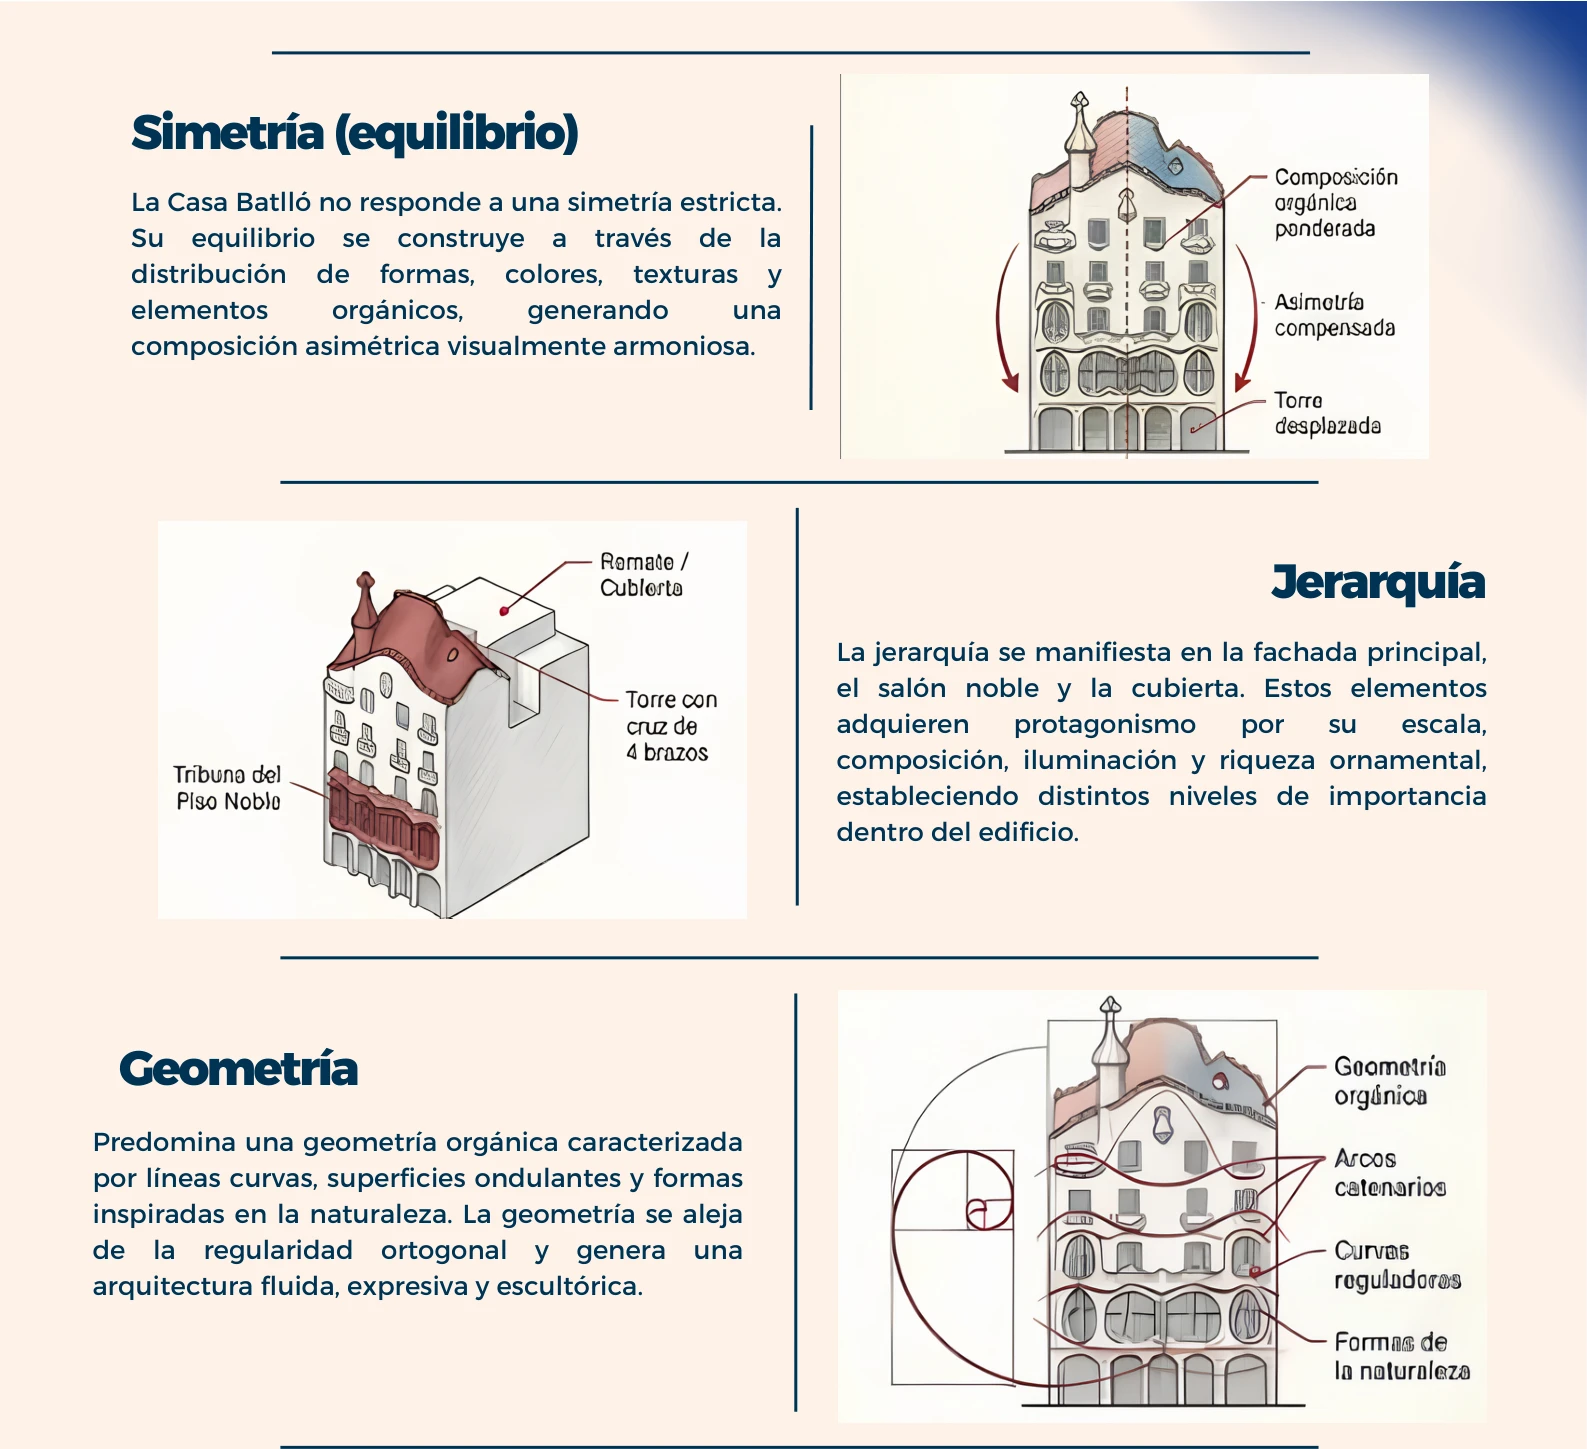 Simetría (equilibrio)
La Casa Batlló no responde a una simetría estricta.
Su equilibrio se construye a través de la
distribución de formas, colores, texturas y
elementos orgánicos, generando una
composición asimétrica visualmente armoniosa.
Composición
orgánica
ponderada
Asimetría
compensada
Torre
desplazada
Remate /
Cubierta
Torre con
cruz de
4 brazos
Tribuna del
Piso Noble
Jerarquía
La jerarquía se manifiesta en la fachada principal,
el salón noble y la cubierta. Estos elementos
adquieren protagonismo por su escala,
composición, iluminación y riqueza ornamental,
estableciendo distintos niveles de importancia
dentro del edificio.
Geometría
Predomina una geometría orgánica caracterizada
por líneas curvas, superficies ondulantes y formas
inspiradas en la naturaleza. La geometría se aleja
de la regularidad ortogonal y genera una
arquitectura fluida, expresiva y escultórica.
Geometría
orgánica
Arcos
catenarios
Curvas
reguladoras
Formas de
la naturaleza